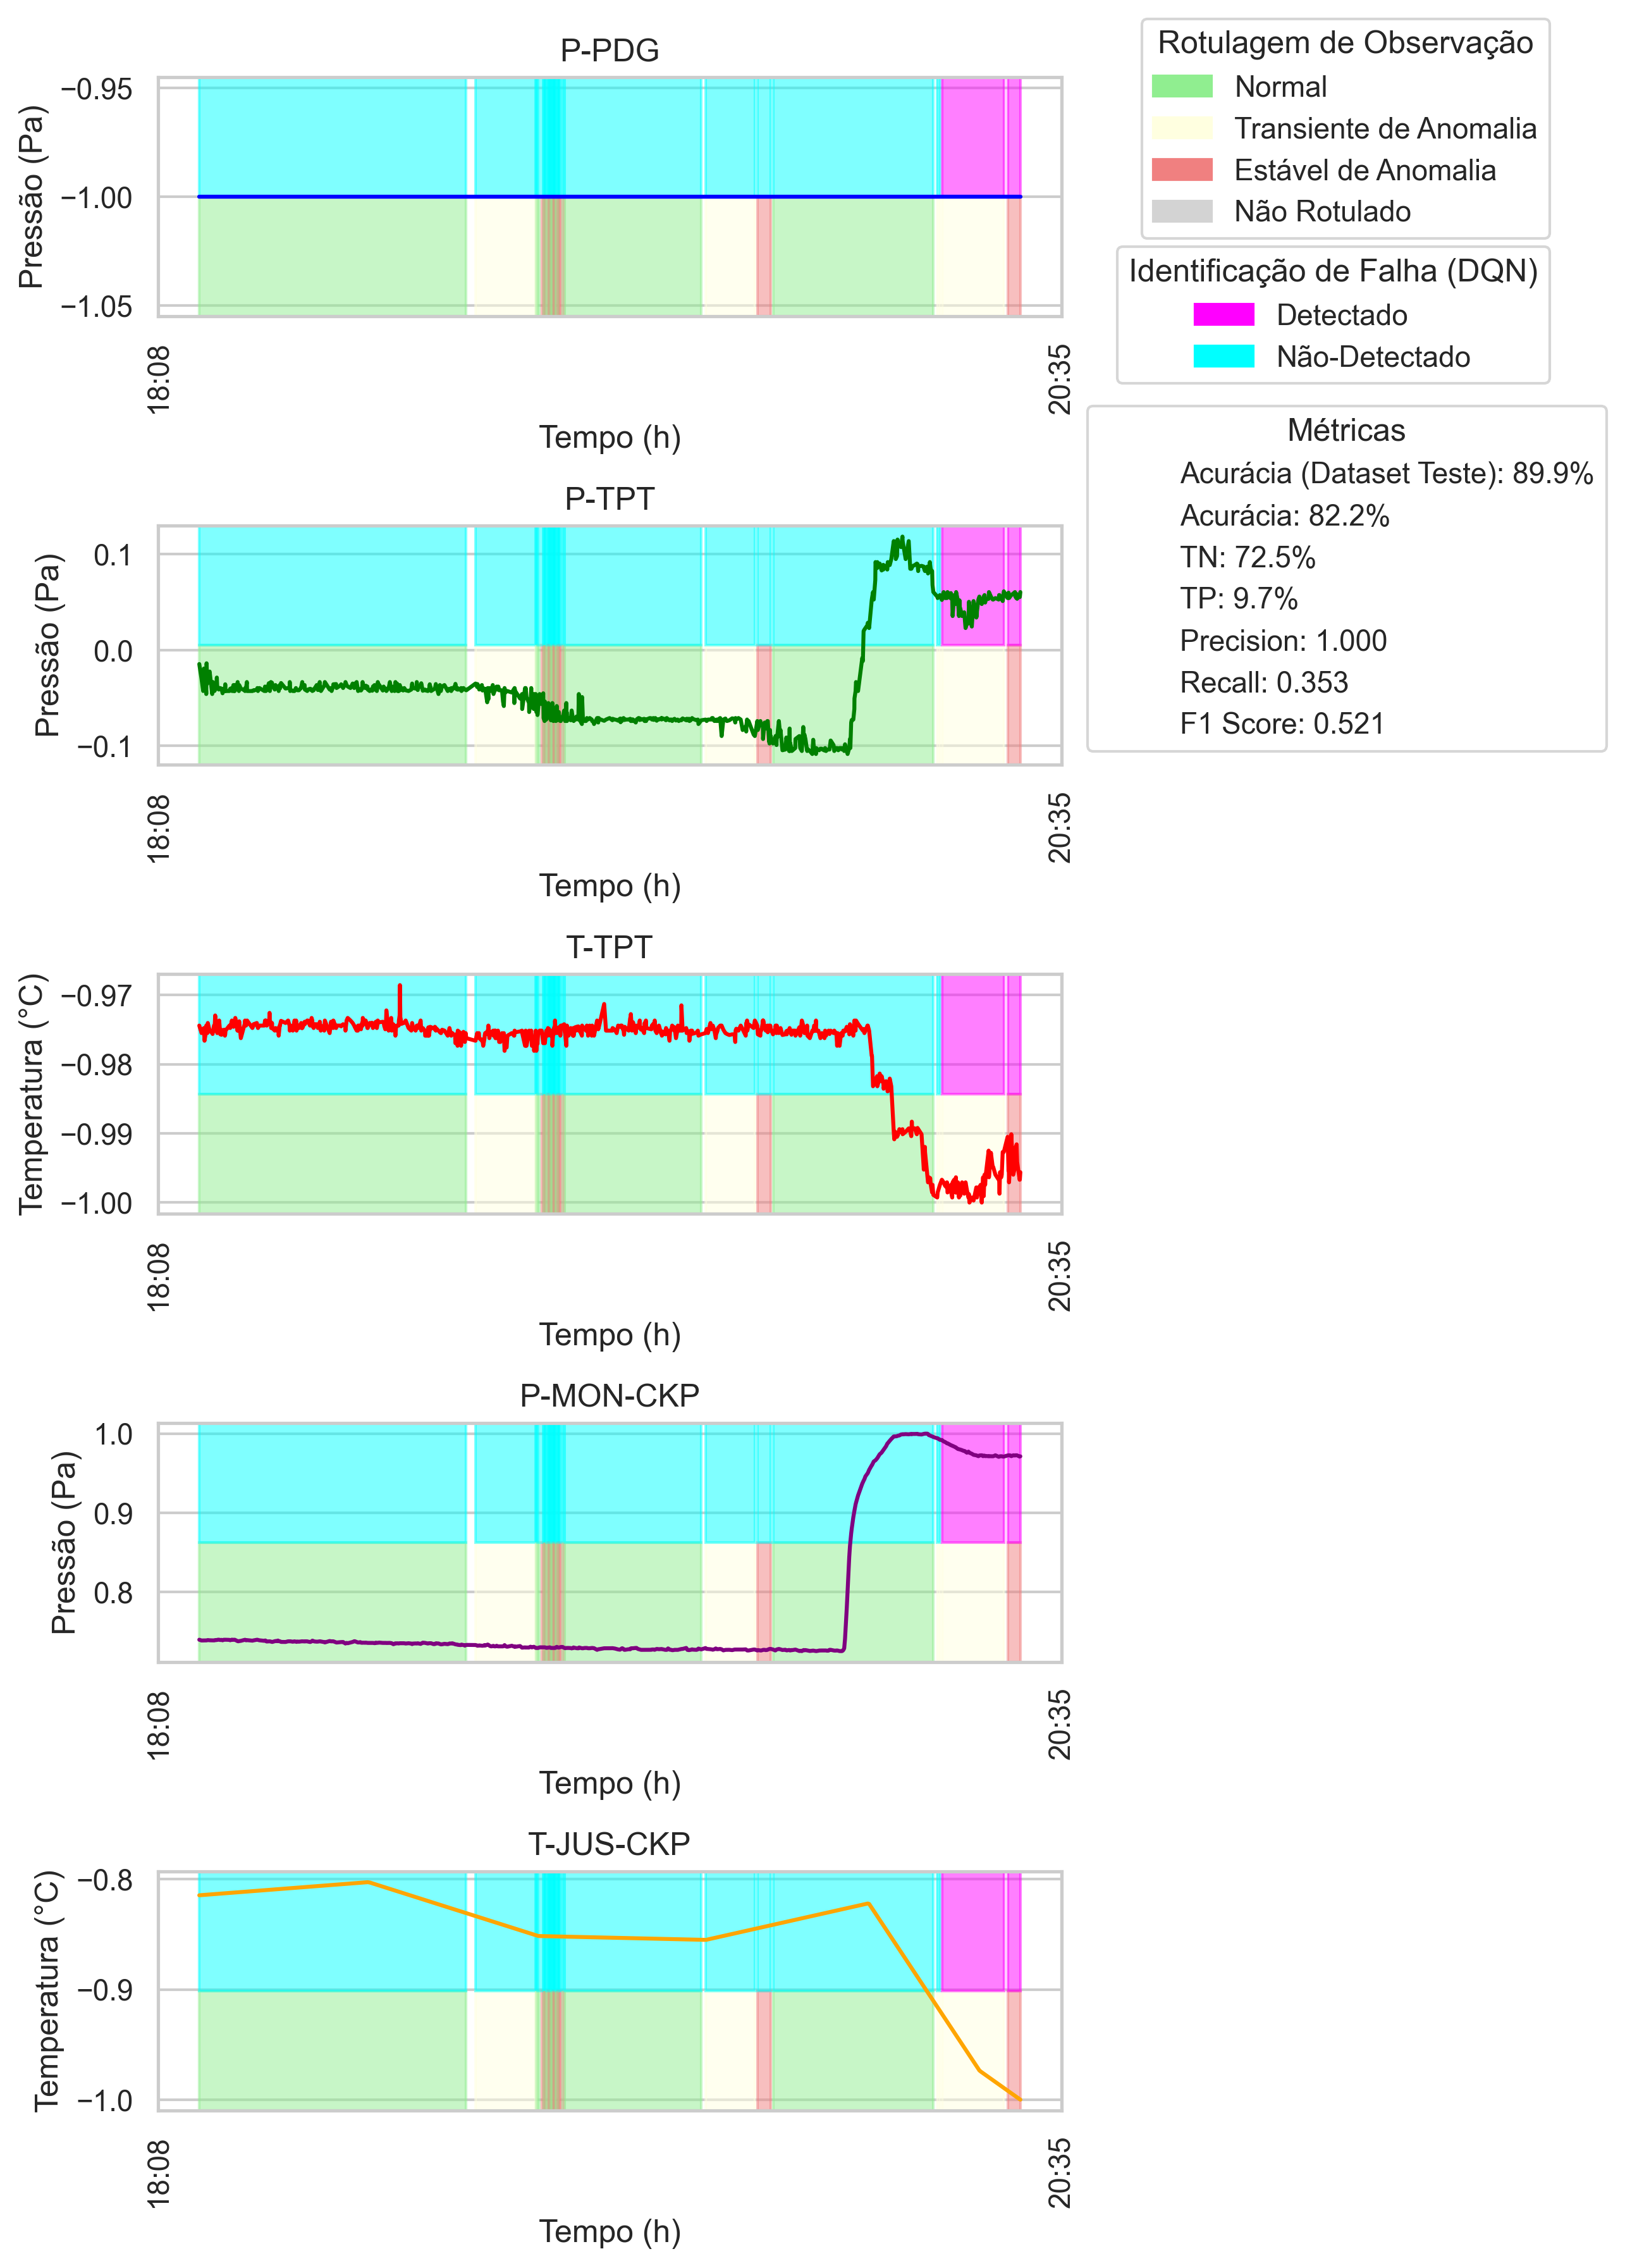 P-PDG
Pressão (Pa)
−0.95
−1.00
−1.05
18:08
20:35
Tempo (h)
Rotulagem de Observação
Normal
Transiente de Anomalia
Estável de Anomalia
Não Rotulado
Identificação de Falha (DQN)
Detectado
Não-Detectado
Métricas
Acurácia (Dataset Teste): 89.9%
Acurácia: 82.2%
TN: 72.5%
TP: 9.7%
Precision: 1.000
Recall: 0.353
F1 Score: 0.521
P-TPT
Pressão (Pa)
0.1
0.0
−0.1
18:08
20:35
Tempo (h)
T-TPT
Temperatura (°C)
−0.97
−0.98
−0.99
−1.00
18:08
20:35
Tempo (h)
P-MON-CKP
Pressão (Pa)
1.0
0.9
0.8
18:08
20:35
Tempo (h)
T-JUS-CKP
Temperatura (°C)
−0.8
−0.9
−1.0
18:08
20:35
Tempo (h)